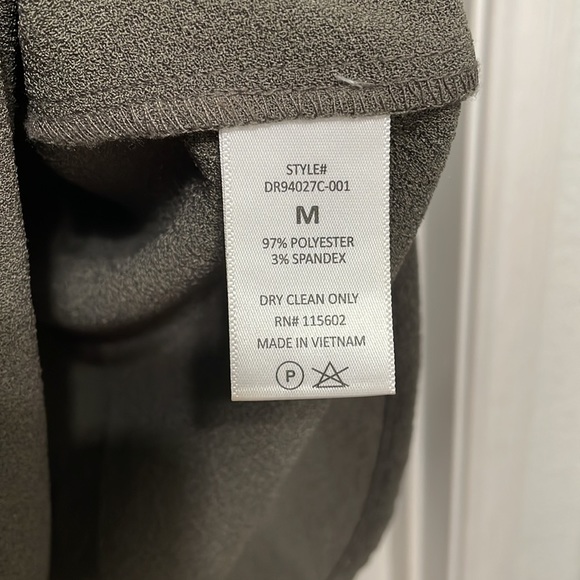 STYLE#
DR94027C-001
M
97% POLYESTER
3% SPANDEX
DRY CLEAN ONLY
RN# 115602
MADE IN VIETNAM
P